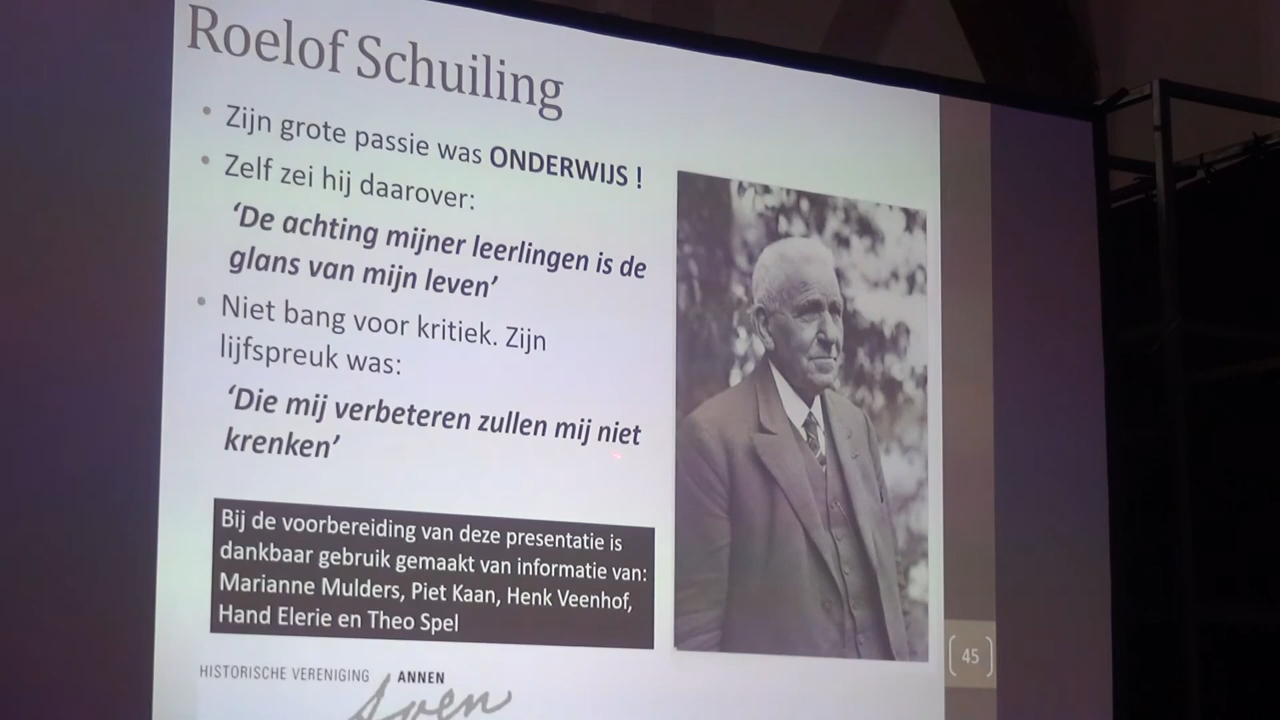 Roelof Schuiling
• Zijn grote passie was ONDERWIJS !
• Zelf zei hij daarover:
‘De achting mijner leerlingen is de
glans van mijn leven’
• Niet bang voor kritiek. Zijn
lijfspreuk was:
‘Die mij verbeteren zullen mij niet
krenken’
Bij de voorbereiding van deze presentatie is
dankbaar gebruik gemaakt van informatie van:
Marianne Mulders, Piet Kaan, Henk Veenhof,
Hand Elerie en Theo Spel
HISTORISCHE VERENIGING ANNEN
45